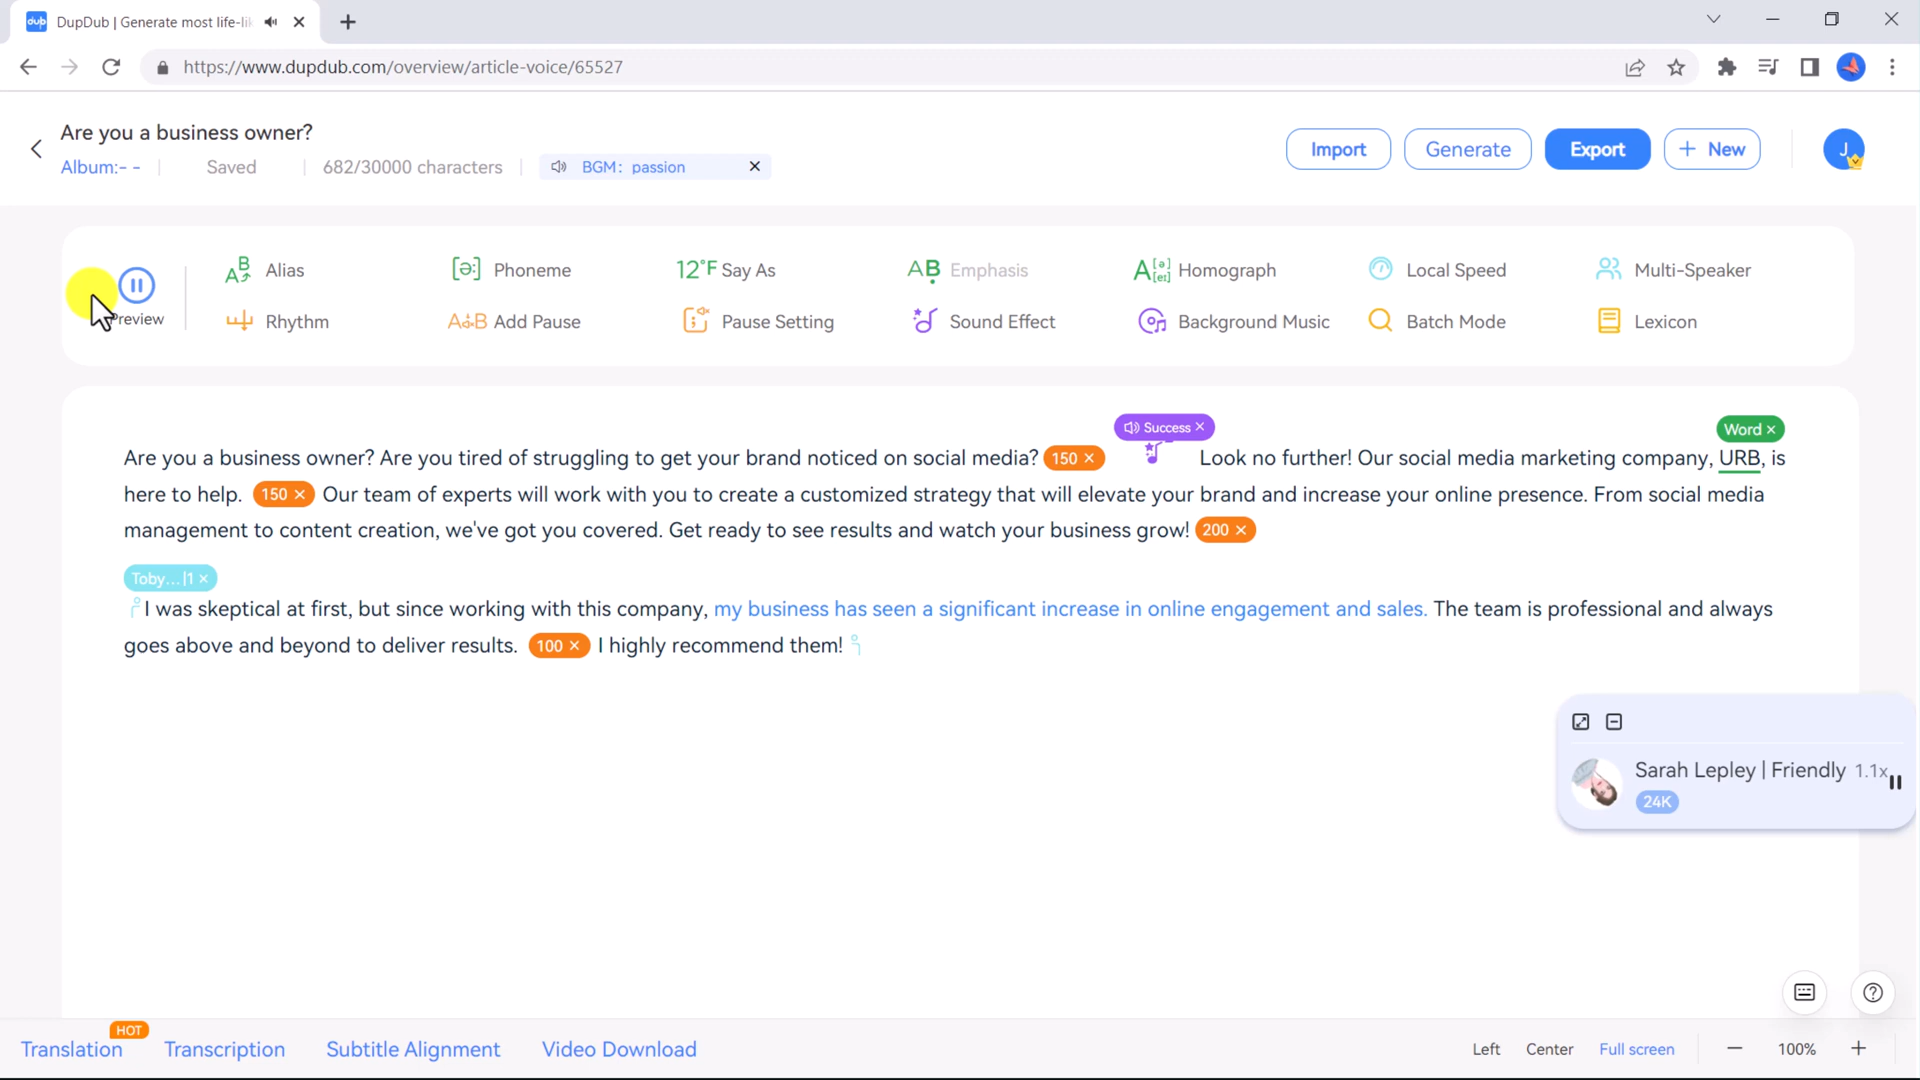 dub DupDub | Generate most life-li
https://www.dupdub.com/overview/article-voice/65527
Are you a business owner?
Album:- - Saved 682/30000 characters BGM: passion
Import Generate Export + New J
Alias Phoneme 12°F Say As AB Emphasis Homograph Local Speed Multi-Speaker
Preview
Rhythm Add Pause Pause Setting Sound Effect Background Music Batch Mode Lexicon
Success × Word ×
Are you a business owner? Are you tired of struggling to get your brand noticed on social media? 150 × Look no further! Our social media marketing company, URB, is
here to help. 150 × Our team of experts will work with you to create a customized strategy that will elevate your brand and increase your online presence. From social media
management to content creation, we've got you covered. Get ready to see results and watch your business grow! 200 ×
Toby...|1 ×
I was skeptical at first, but since working with this company, my business has seen a significant increase in online engagement and sales. The team is professional and always
goes above and beyond to deliver results. 100 × I highly recommend them!
Sarah Lepley | Friendly 1.1x
24K
HOT
Translation Transcription Subtitle Alignment Video Download Left Center Full screen − 100% +